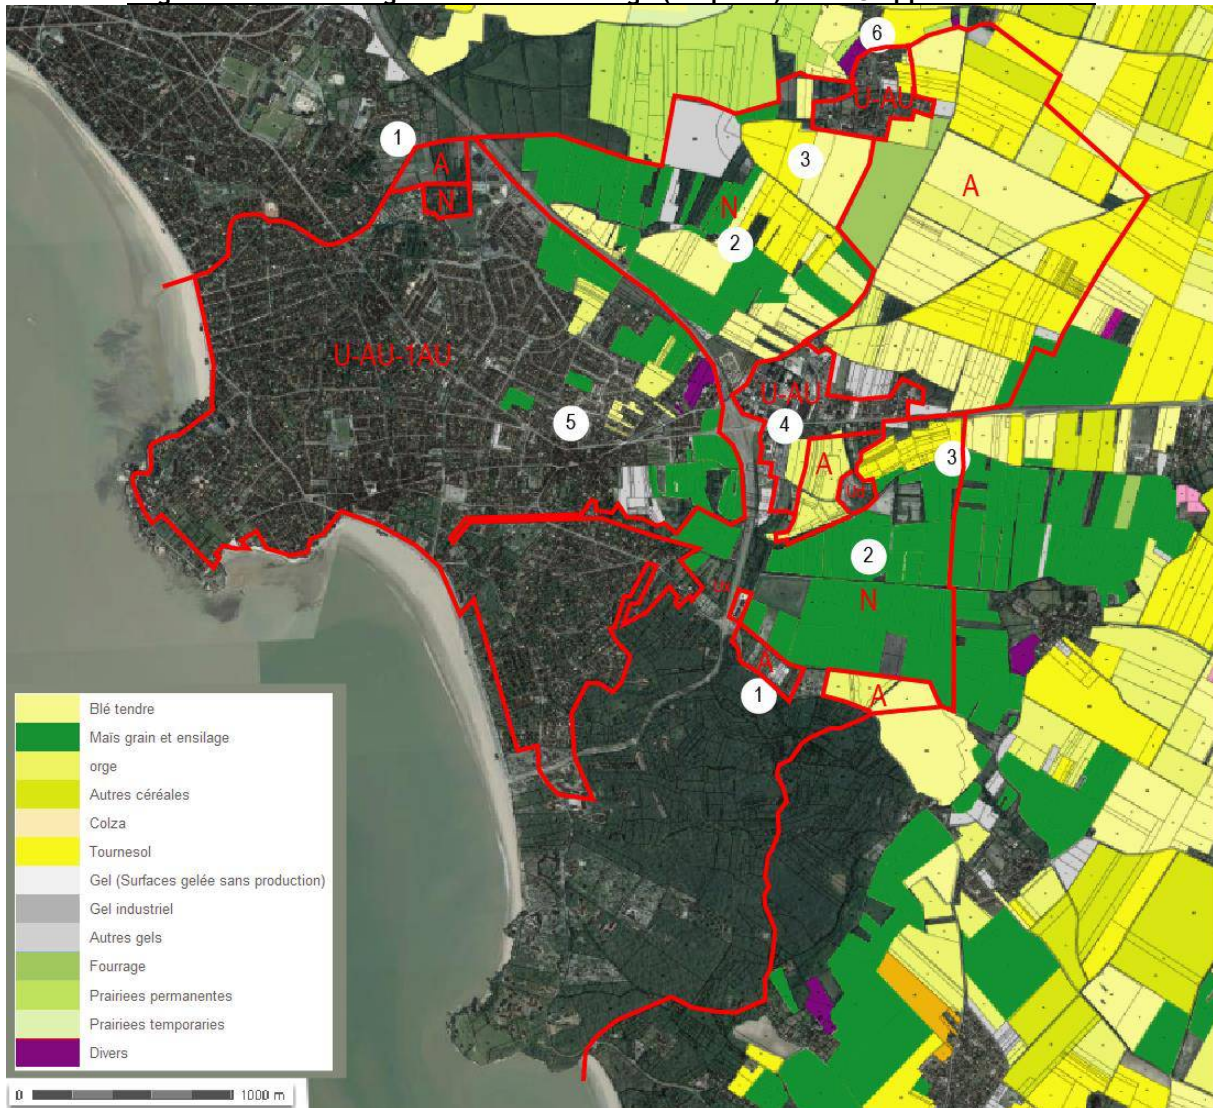 6
U-AU
1
A
3
A
N
N
2
U-AU-1AU
U-AU
5
4
A
3
2
N
A
1
A
Blé tendre
Maïs grain et ensilage
orge
Autres céréales
Colza
Tournesol
Gel (Surfaces gelée sans production)
Gel industriel
Autres gels
Fourrage
Prairiees permanentes
Prairiees temporaries
Divers
0 1000 m